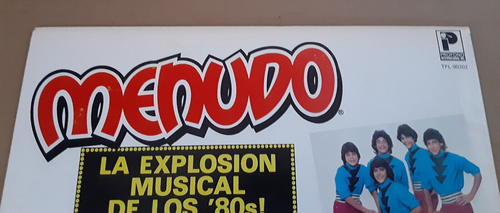 MENUDO
®
LA EXPLOSION
MUSICAL
DE LOS '80s!